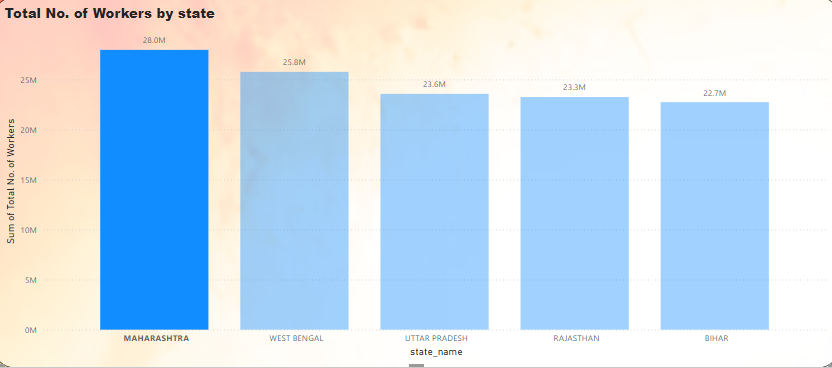 Total No. of Workers by state
Sum of Total No. of Workers
25M
20M
15M
10M
5M
0M
28.0M
25.8M
23.6M
23.3M
22.7M
MAHARASHTRA
WEST BENGAL
UTTAR PRADESH
RAJASTHAN
BIHAR
state_name